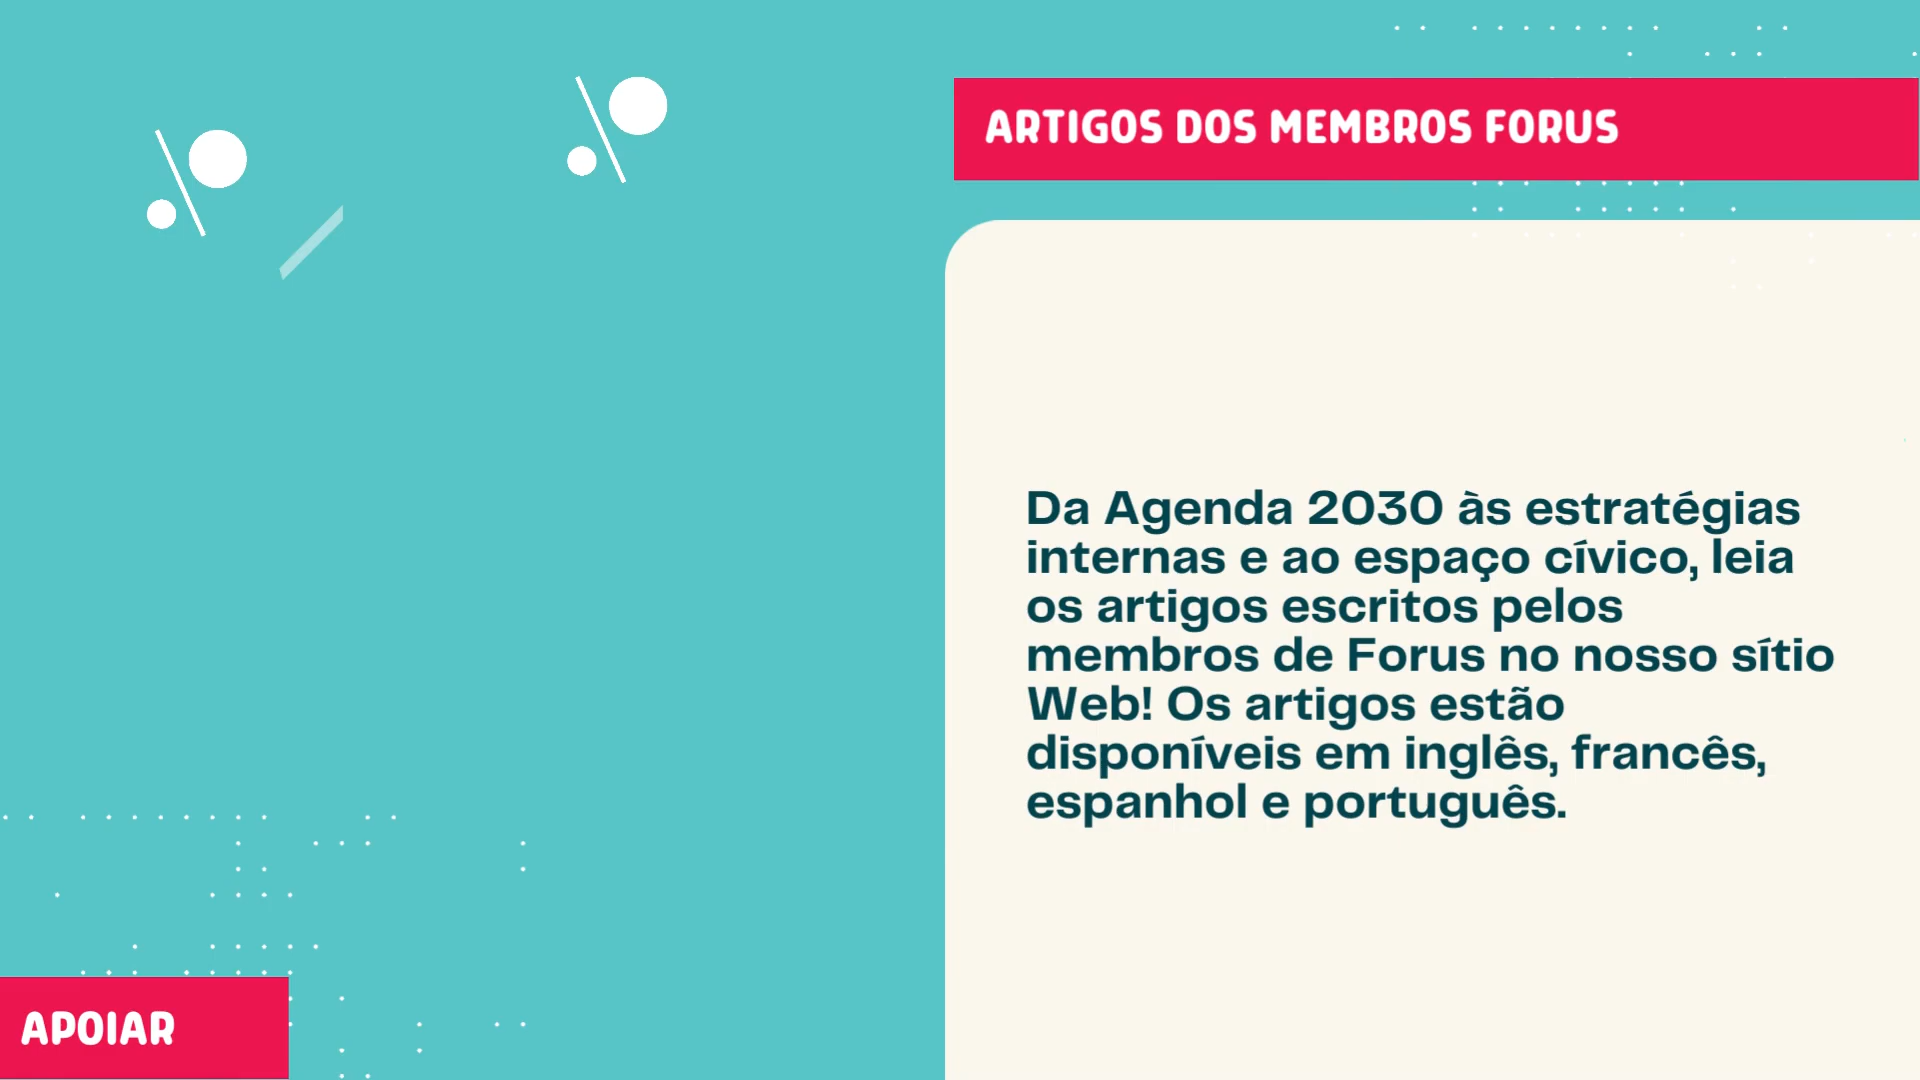 ARTIGOS DOS MEMBROS FORUS
Da Agenda 2030 às estratégias
internas e ao espaço cívico, leia
os artigos escritos pelos
membros de Forus no nosso sítio
Web! Os artigos estão
disponíveis em inglês, francês,
espanhol e português.
APOIAR